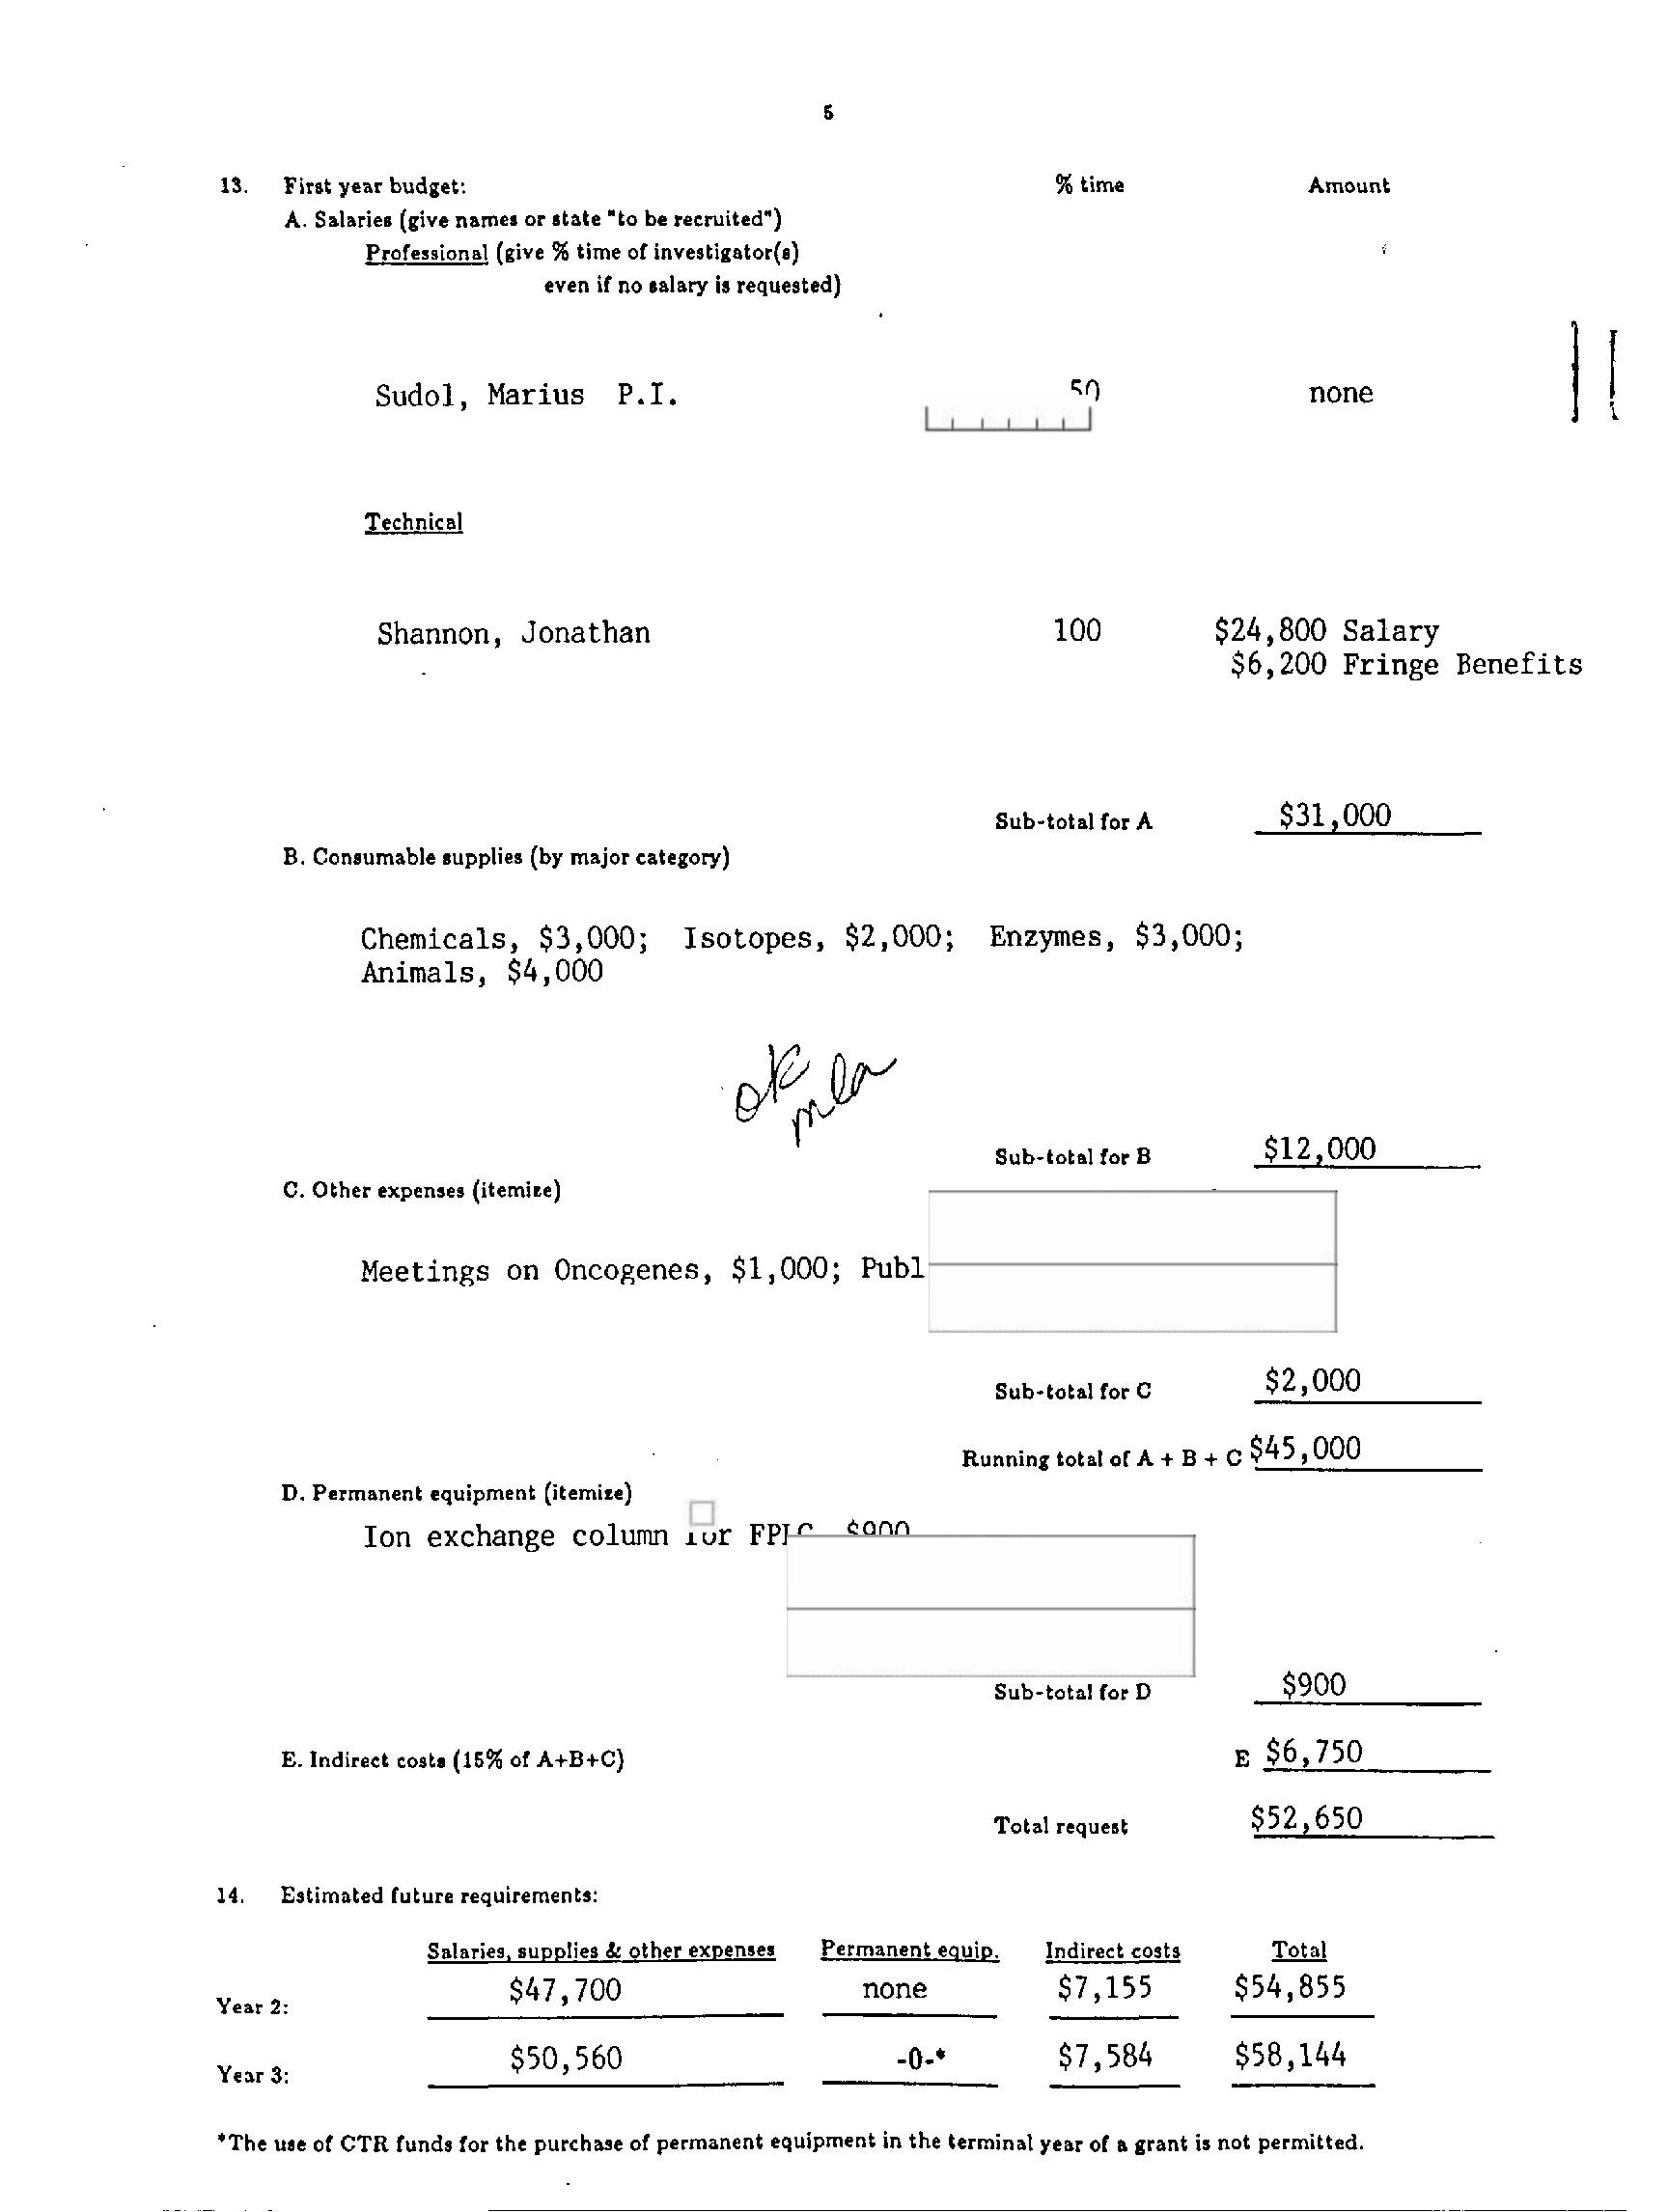 5
13. First year budget: % time Amount
A. Salaries (give names or state "to be recruited")
Professional (give % time of investigator(s)
even if no salary is requested)
Sudol, Marius P.I. 50 none
Technical
Shannon, Jonathan 100 $24,800 Salary
$6,200 Fringe Benefits
Sub-total for A $31,000
B. Consumable supplies (by major category)
Chemicals, $3,000; Isotopes, $2,000; Enzymes, $3,000;
Animals, $4,000
ok
Sub-total for B $12,000
C. Other expenses (itemize)
Meetings on Oncogenes, $1,000; Publ
Sub-total for C $2,000
Running total of A + B + C $45,000
D. Permanent equipment (itemize)
Ion exchange column for FPLC $900
Sub-total for D $900
E. Indirect costs (15% of A+B+C) E $6,750
Total request $52,650
14. Estimated future requirements:
Salaries, supplies & other expenses Permanent equip. Indirect costs Total
Year 2: $47,700 none $7,155 $54,855
Year 3: $50,560 -0-* $7,584 $58,144
*The use of CTR funds for the purchase of permanent equipment in the terminal year of a grant is not permitted.